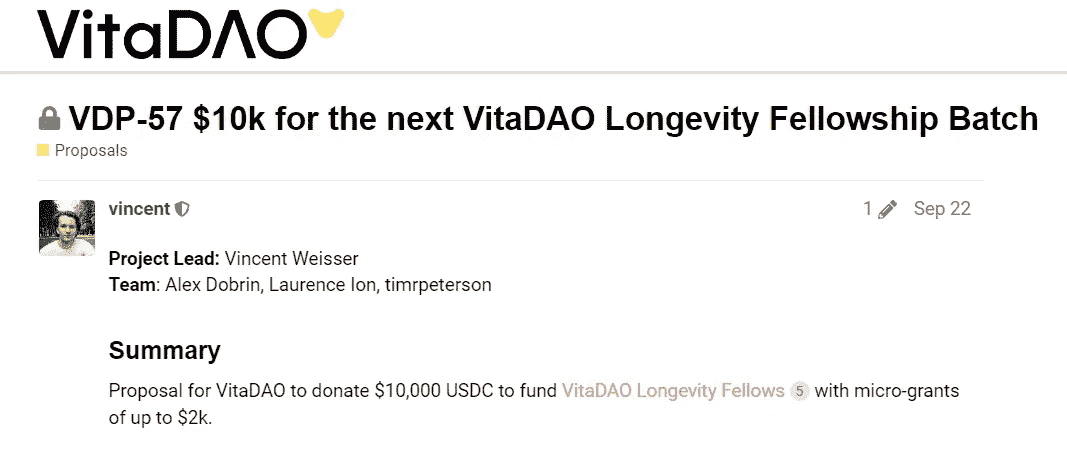 VitaDAO
VDP-57 $10k for the next VitaDAO Longevity Fellowship Batch
Proposals
vincent 1 Sep 22
Project Lead: Vincent Weisser
Team: Alex Dobrin, Laurence Ion, timrpeterson
Summary
Proposal for VitaDAO to donate $10,000 USDC to fund VitaDAO Longevity Fellows 5 with micro-grants
of up to $2k.